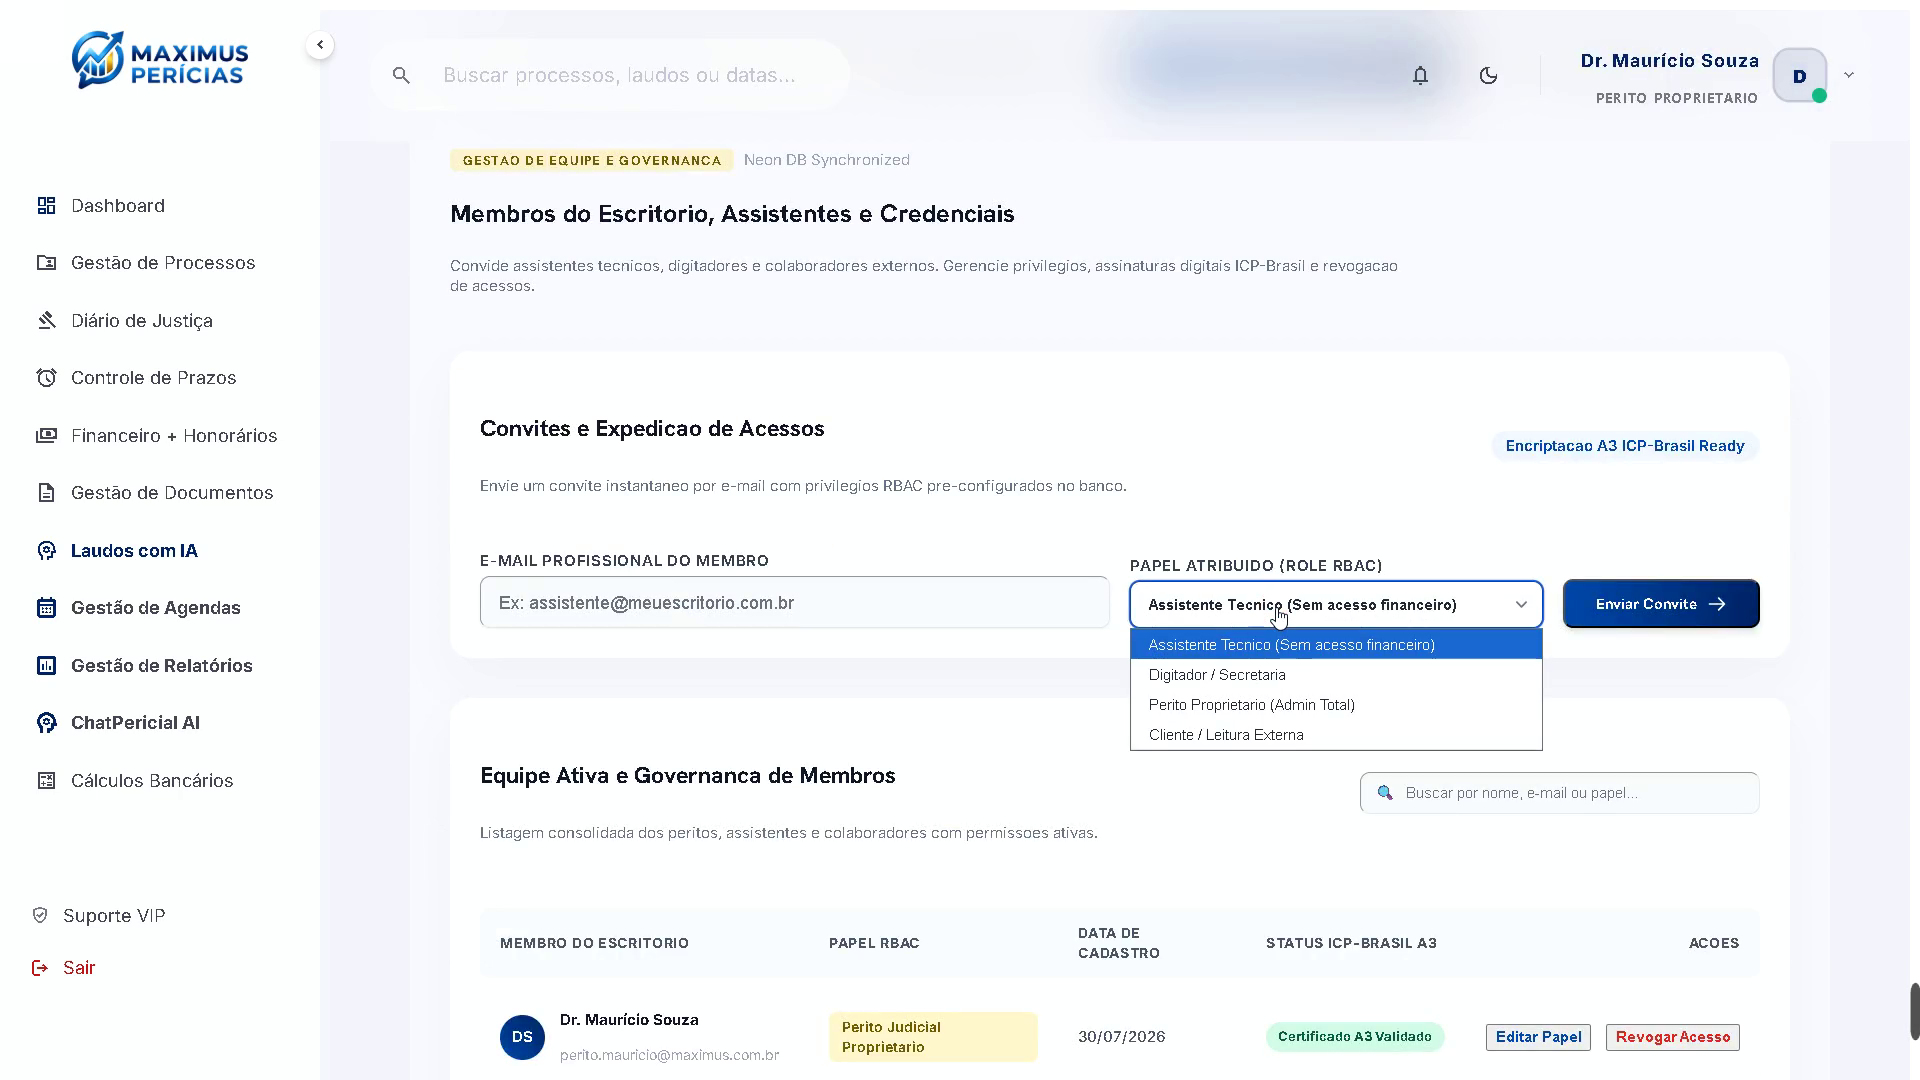 MAXIMUS
PERÍCIAS
Buscar processos, laudos ou datas...
Dr. Maurício Souza
PERITO PROPRIETARIO
D
Dashboard
Gestão de Processos
Diário de Justiça
Controle de Prazos
Financeiro + Honorários
Gestão de Documentos
Laudos com IA
Gestão de Agendas
Gestão de Relatórios
ChatPericial AI
Cálculos Bancários
Suporte VIP
Sair
GESTAO DE EQUIPE E GOVERNANCA Neon DB Synchronized
Membros do Escritorio, Assistentes e Credenciais
Convide assistentes tecnicos, digitadores e colaboradores externos. Gerencie privilegios, assinaturas digitais ICP-Brasil e revogacao
de acessos.
Convites e Expedicao de Acessos
Encriptacao A3 ICP-Brasil Ready
Envie um convite instantaneo por e-mail com privilegios RBAC pre-configurados no banco.
E-MAIL PROFISSIONAL DO MEMBRO
Ex: assistente@meuescritorio.com.br
PAPEL ATRIBUIDO (ROLE RBAC)
Assistente Tecnico (Sem acesso financeiro)
Enviar Convite
Assistente Tecnico (Sem acesso financeiro)
Digitador / Secretaria
Perito Proprietario (Admin Total)
Cliente / Leitura Externa
Equipe Ativa e Governanca de Membros
Buscar por nome, e-mail ou papel...
Listagem consolidada dos peritos, assistentes e colaboradores com permissoes ativas.
MEMBRO DO ESCRITORIO
PAPEL RBAC
DATA DE
CADASTRO
STATUS ICP-BRASIL A3
ACOES
DS
Dr. Maurício Souza
perito.mauricio@maximus.com.br
Perito Judicial
Proprietario
30/07/2026
Certificado A3 Validado
Editar Papel
Revogar Acesso